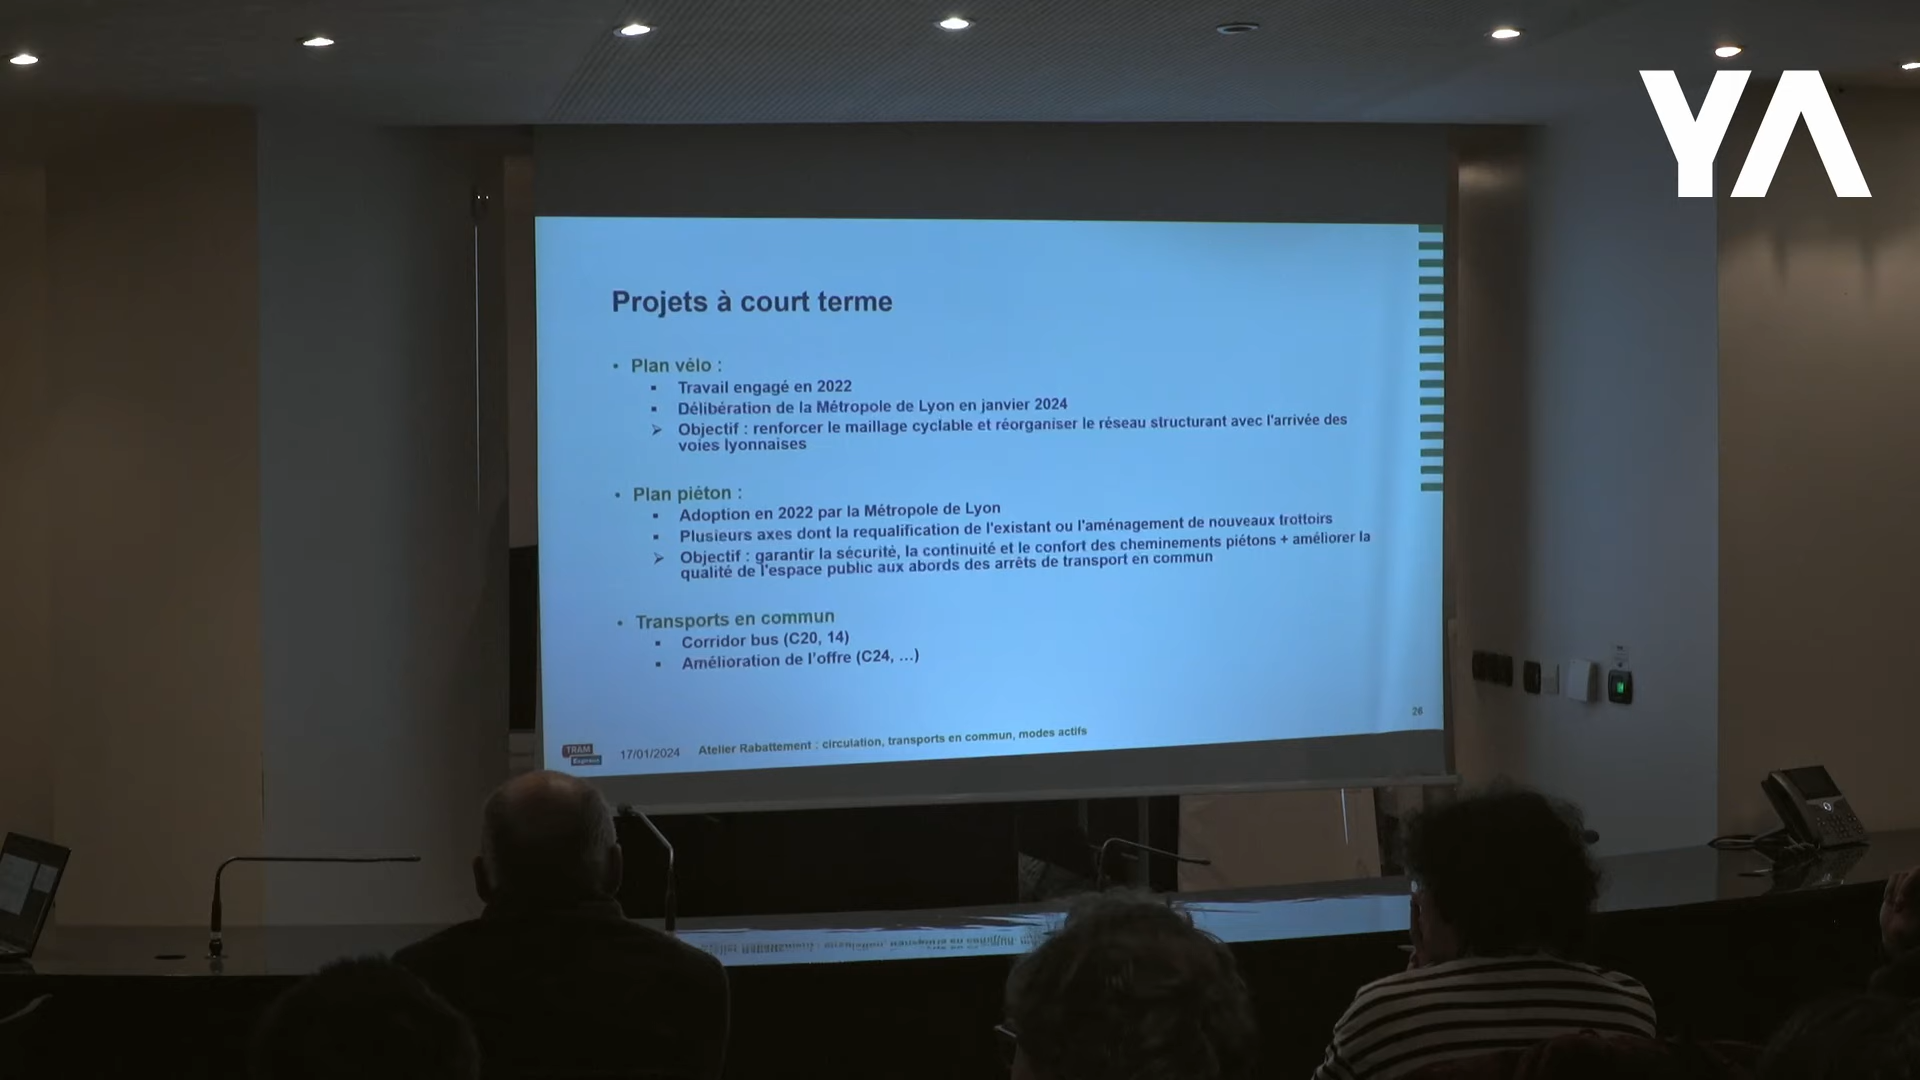 YA
Projets à court terme
• Plan vélo :
▪ Travail engagé en 2022
▪ Délibération de la Métropole de Lyon en janvier 2024
➢ Objectif : renforcer le maillage cyclable et réorganiser le réseau structurant avec l'arrivée des
voies lyonnaises
• Plan piéton :
▪ Adoption en 2022 par la Métropole de Lyon
▪ Plusieurs axes dont la requalification de l'existant ou l'aménagement de nouveaux trottoirs
➢ Objectif : garantir la sécurité, la continuité et le confort des cheminements piétons + améliorer la
qualité de l'espace public aux abords des arrêts de transport en commun
• Transports en commun
▪ Corridor bus (C20, 14)
▪ Amélioration de l'offre (C24, …)
26
TRAM
Express
17/01/2024 Atelier Rabattement : circulation, transports en commun, modes actifs